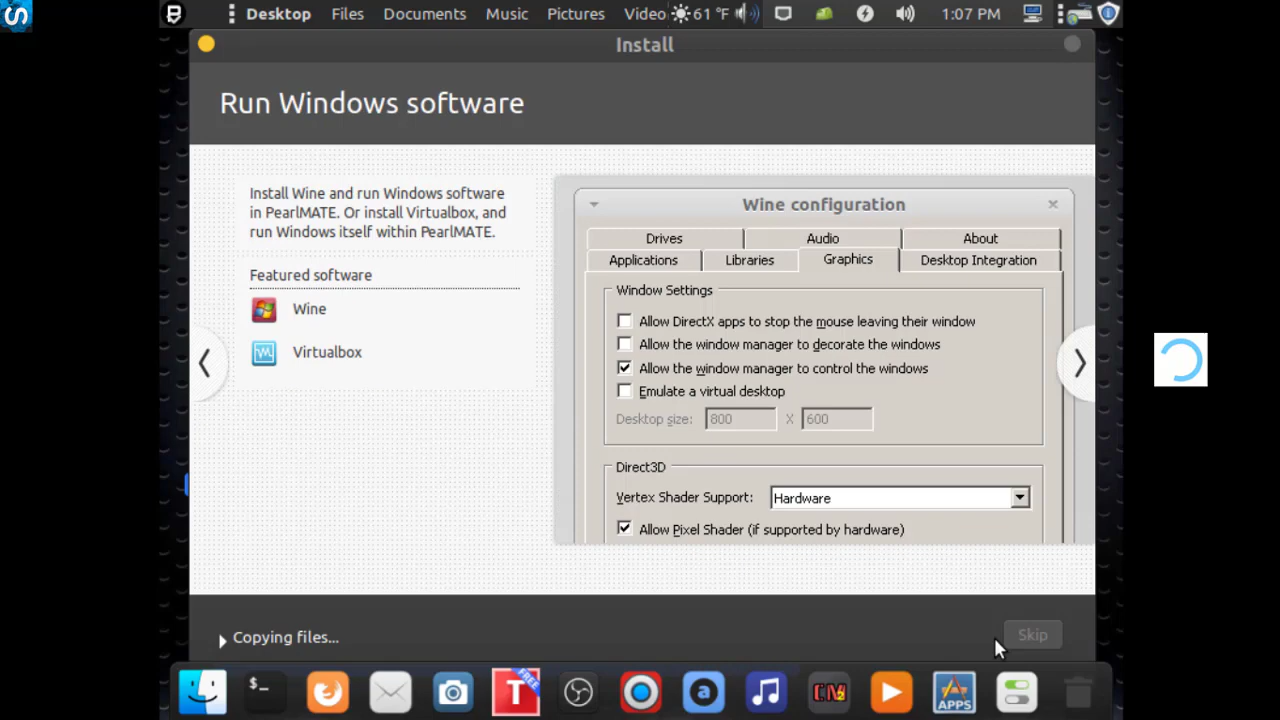 Desktop Files Documents Music Pictures Video 61 °F 1:07 PM
Install
Run Windows software
Install Wine and run Windows software
in PearlMATE. Or install Virtualbox, and
run Windows itself within PearlMATE.
Featured software
Wine
Virtualbox
Wine configuration
Drives Audio About
Applications Libraries Graphics Desktop Integration
Window Settings
Allow DirectX apps to stop the mouse leaving their window
Allow the window manager to decorate the windows
Allow the window manager to control the windows
Emulate a virtual desktop
Desktop size: 800 X 600
Direct3D
Vertex Shader Support: Hardware
Allow Pixel Shader (if supported by hardware)
Copying files...
Skip
$_ T FREE a CM APPS